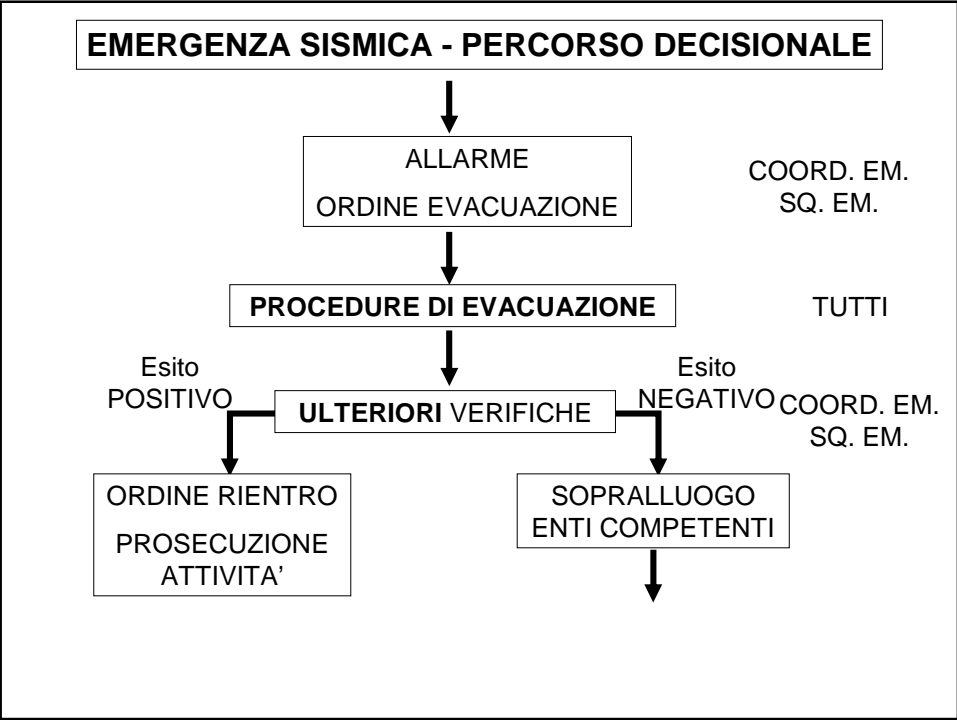 EMERGENZA SISMICA - PERCORSO DECISIONALE
ALLARME
ORDINE EVACUAZIONE
COORD. EM.
SQ. EM.
PROCEDURE DI EVACUAZIONE
TUTTI
Esito
POSITIVO
ULTERIORI VERIFICHE
Esito
NEGATIVO
COORD. EM.
SQ. EM.
ORDINE RIENTRO
PROSECUZIONE
ATTIVITA’
SOPRALLUOGO
ENTI COMPETENTI